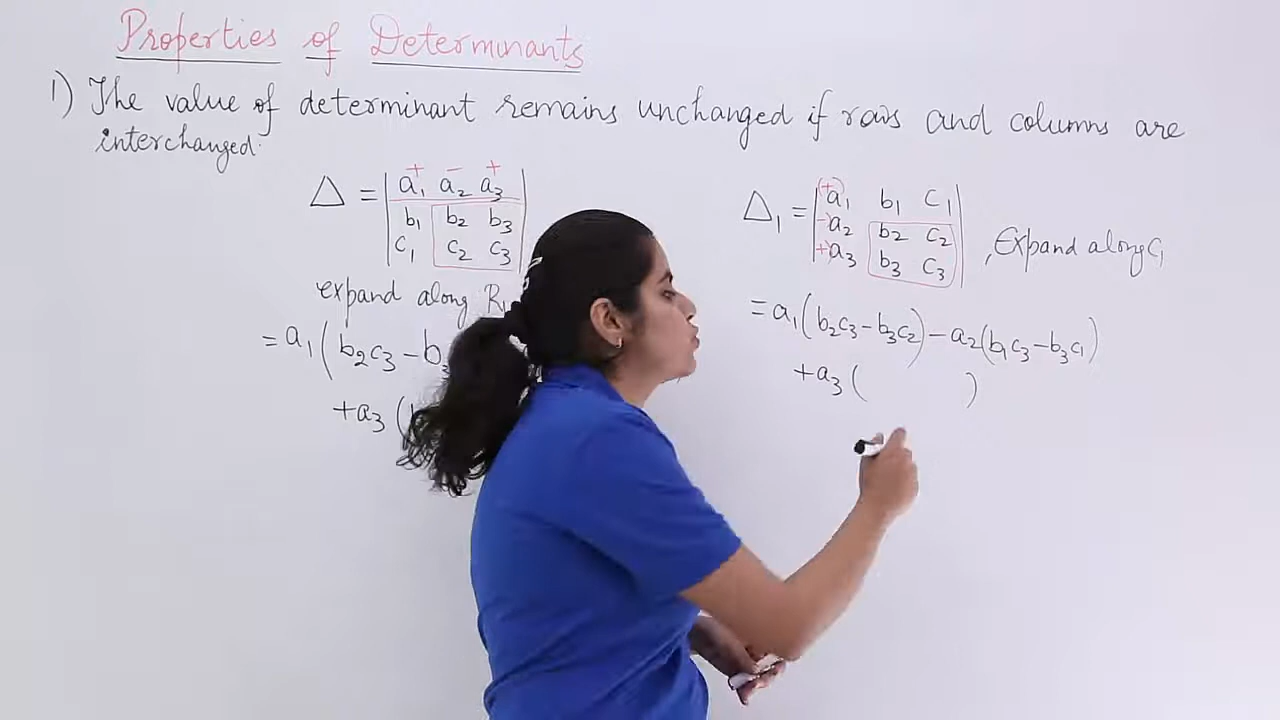 Properties of Determinants
1) The value of determinant remains unchanged if rows and columns are
interchanged.
Δ = | a₁ a₂ a₃ |
+ − +
| b₁ b₂ b₃ |
| c₁ c₂ c₃ |
expand along R₁
= a₁( b₂c₃ − b
+a₃ (
Δ₁ = | (+) a₁ b₁ c₁ |
| (−) a₂ b₂ c₂ |
| (+) a₃ b₃ c₃ | , Expand along C₁
= a₁(b₂c₃ − b₃c₂) − a₂(b₁c₃ − b₃c₁)
+a₃ ( )